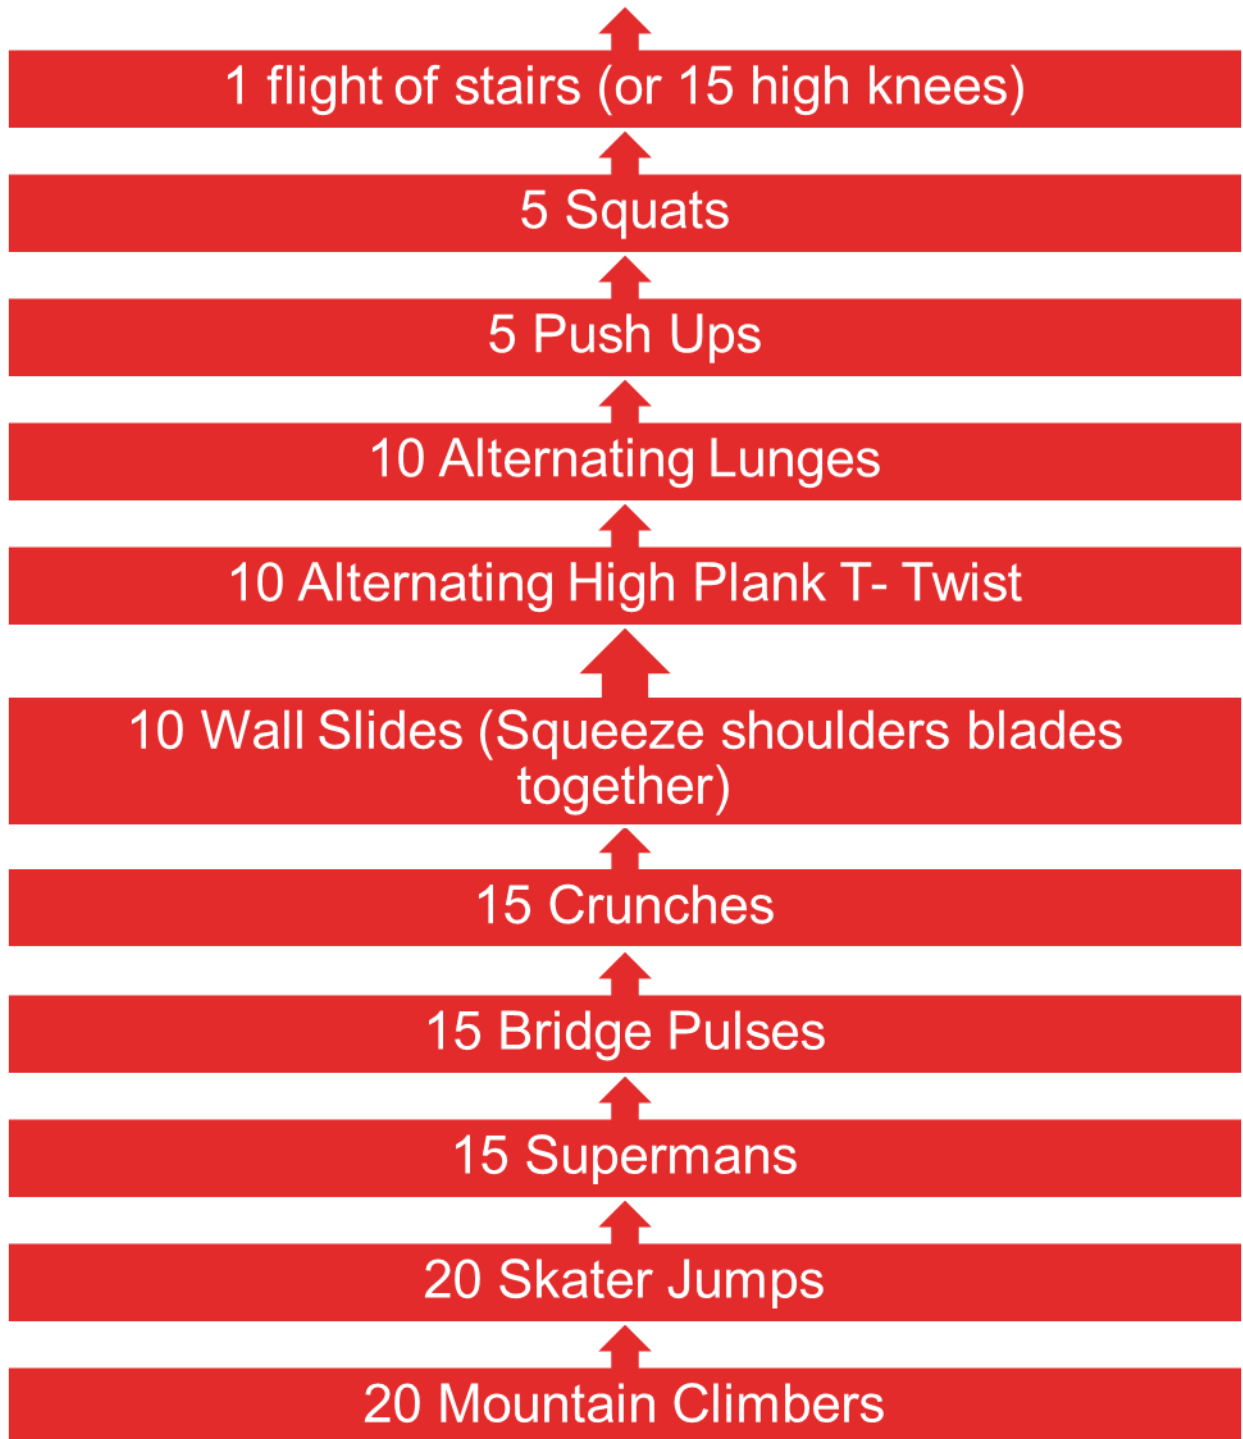 1 flight of stairs (or 15 high knees)
5 Squats
5 Push Ups
10 Alternating Lunges
10 Alternating High Plank T- Twist
10 Wall Slides (Squeeze shoulders blades
together)
15 Crunches
15 Bridge Pulses
15 Supermans
20 Skater Jumps
20 Mountain Climbers